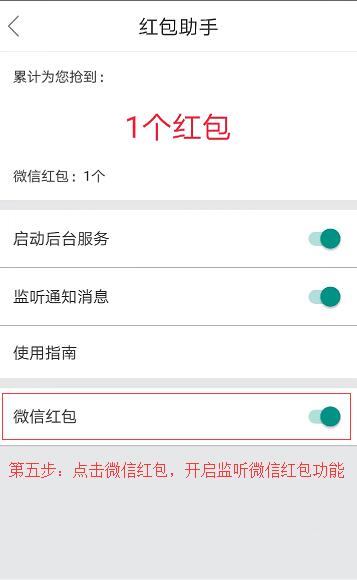 红包助手
累计为您抢到：
1个红包
微信红包：1个
启动后台服务
监听通知消息
使用指南
微信红包
第五步：点击微信红包，开启监听微信红包功能